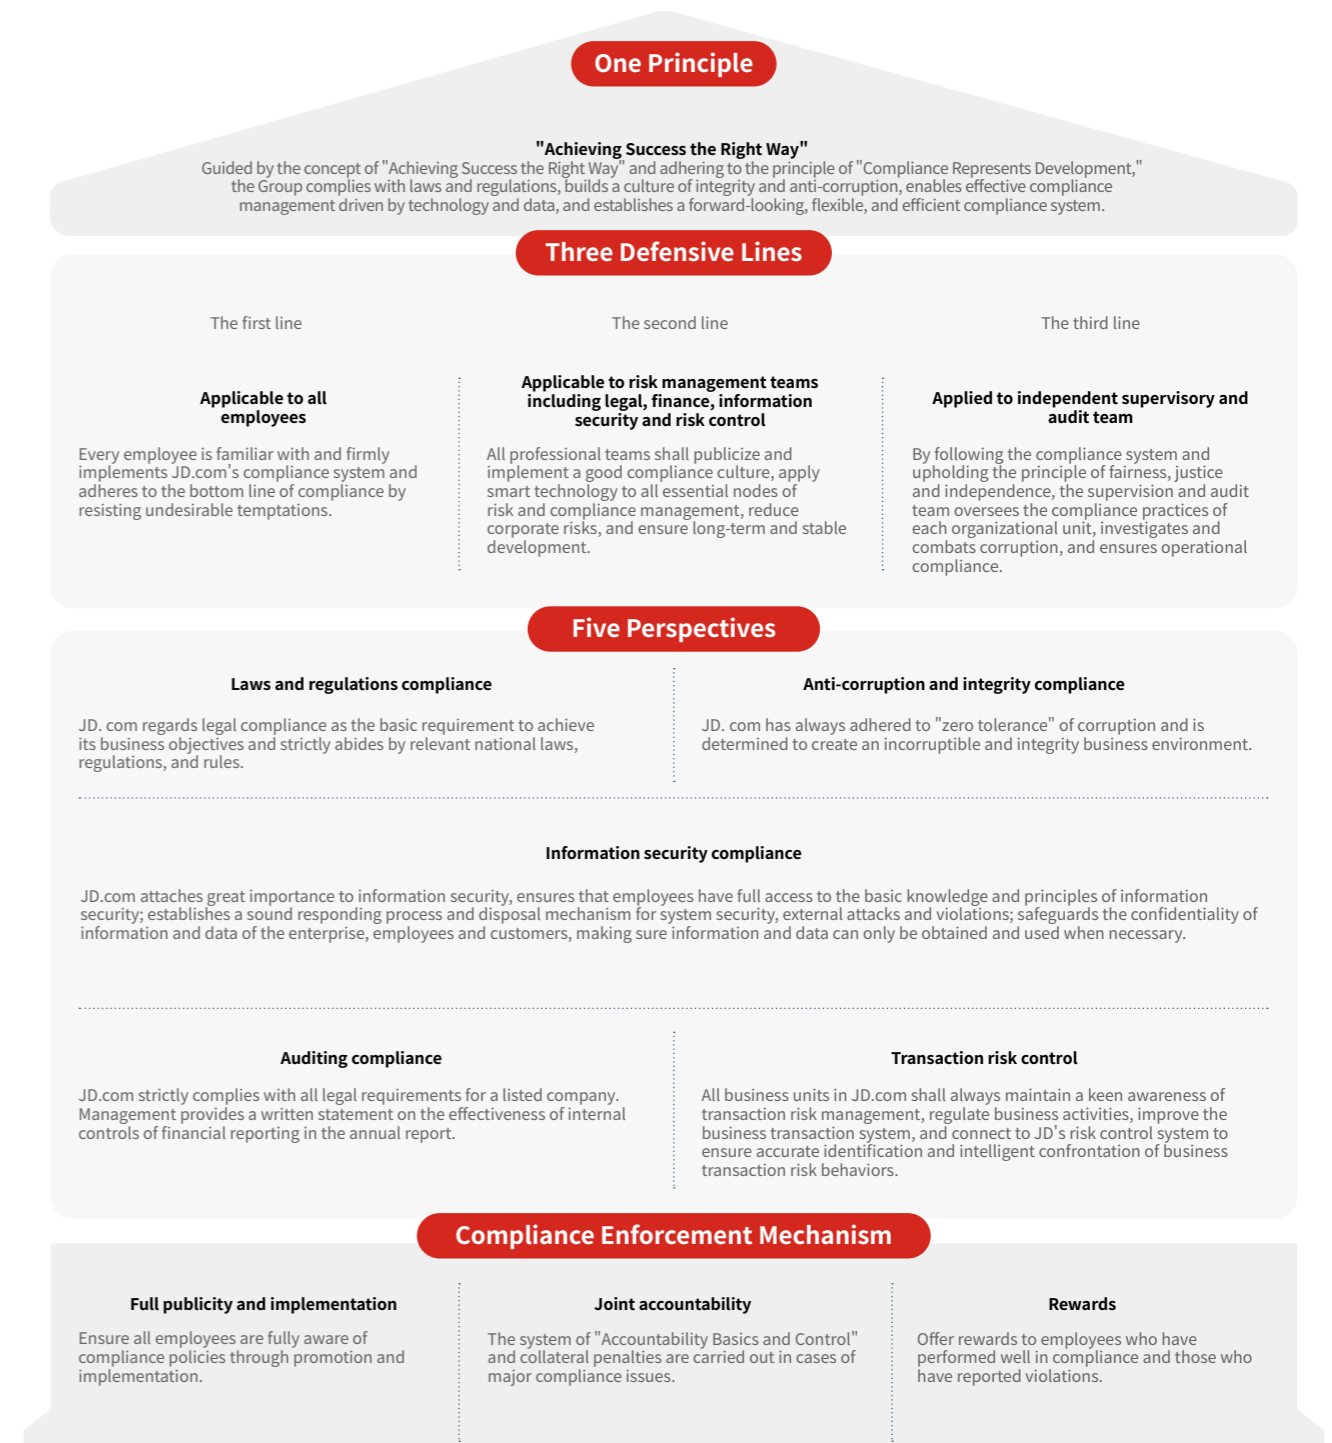 One Principle
"Achieving Success the Right Way"
Guided by the concept of "Achieving Success the Right Way" and adhering to the principle of "Compliance Represents Development,"
the Group complies with laws and regulations, builds a culture of integrity and anti-corruption, enables effective compliance
management driven by technology and data, and establishes a forward-looking, flexible, and efficient compliance system.
Three Defensive Lines
The first line
Applicable to all
employees
Every employee is familiar with and firmly
implements JD.com's compliance system and
adheres to the bottom line of compliance by
resisting undesirable temptations.
The second line
Applicable to risk management teams
including legal, finance, information
security and risk control
All professional teams shall publicize and
implement a good compliance culture, apply
smart technology to all essential nodes of
risk and compliance management, reduce
corporate risks, and ensure long-term and stable
development.
The third line
Applied to independent supervisory and
audit team
By following the compliance system and
upholding the principle of fairness, justice
and independence, the supervision and audit
team oversees the compliance practices of
each organizational unit, investigates and
combats corruption, and ensures operational
compliance.
Five Perspectives
Laws and regulations compliance
JD. com regards legal compliance as the basic requirement to achieve
its business objectives and strictly abides by relevant national laws,
regulations, and rules.
Anti-corruption and integrity compliance
JD. com has always adhered to "zero tolerance" of corruption and is
determined to create an incorruptible and integrity business environment.
Information security compliance
JD.com attaches great importance to information security, ensures that employees have full access to the basic knowledge and principles of information
security; establishes a sound responding process and disposal mechanism for system security, external attacks and violations; safeguards the confidentiality of
information and data of the enterprise, employees and customers, making sure information and data can only be obtained and used when necessary.
Auditing compliance
JD.com strictly complies with all legal requirements for a listed company.
Management provides a written statement on the effectiveness of internal
controls of financial reporting in the annual report.
Transaction risk control
All business units in JD.com shall always maintain a keen awareness of
transaction risk management, regulate business activities, improve the
business transaction system, and connect to JD's risk control system to
ensure accurate identification and intelligent confrontation of business
transaction risk behaviors.
Compliance Enforcement Mechanism
Full publicity and implementation
Ensure all employees are fully aware of
compliance policies through promotion and
implementation.
Joint accountability
The system of "Accountability Basics and Control"
and collateral penalties are carried out in cases of
major compliance issues.
Rewards
Offer rewards to employees who have
performed well in compliance and those who
have reported violations.